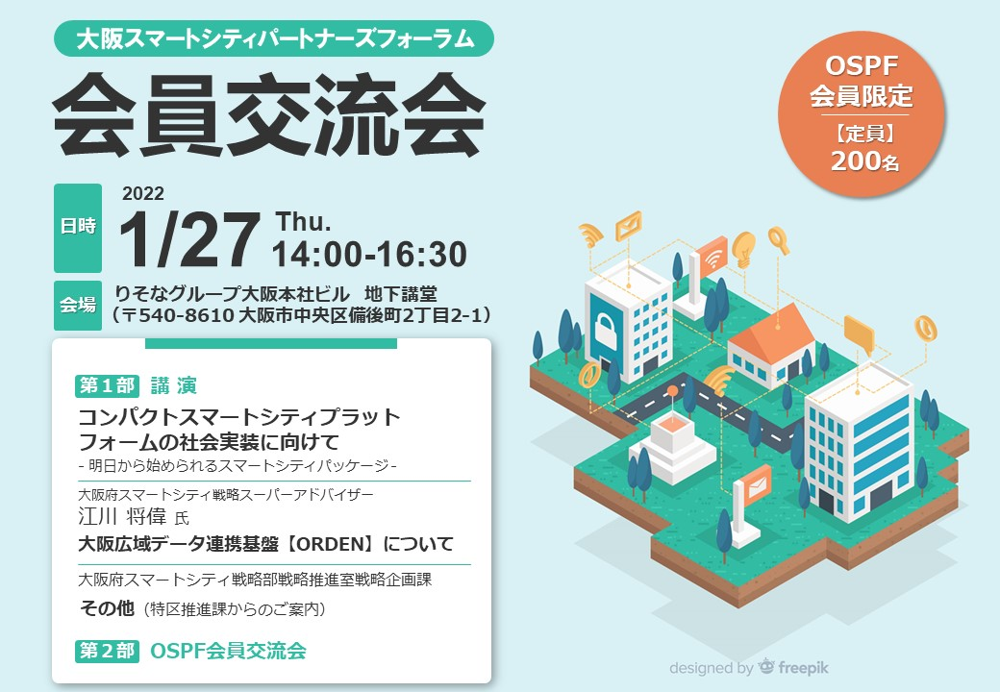 大阪スマートシティパートナーズフォーラム
会員交流会
OSPF
会員限定
【定員】
200名
日時
2022
1/27 Thu.
14:00-16:30
会場
りそなグループ大阪本社ビル 地下講堂
（〒540-8610 大阪市中央区備後町2丁目2-1）
第1部 講 演
コンパクトスマートシティプラット
フォームの社会実装に向けて
- 明日から始められるスマートシティパッケージ -
大阪府スマートシティ戦略スーパーアドバイザー
江川 将偉 氏
大阪広域データ連携基盤【ORDEN】について
大阪府スマートシティ戦略部戦略推進室戦略企画課
その他（特区推進課からのご案内）
第2部 OSPF会員交流会
designed by freepik